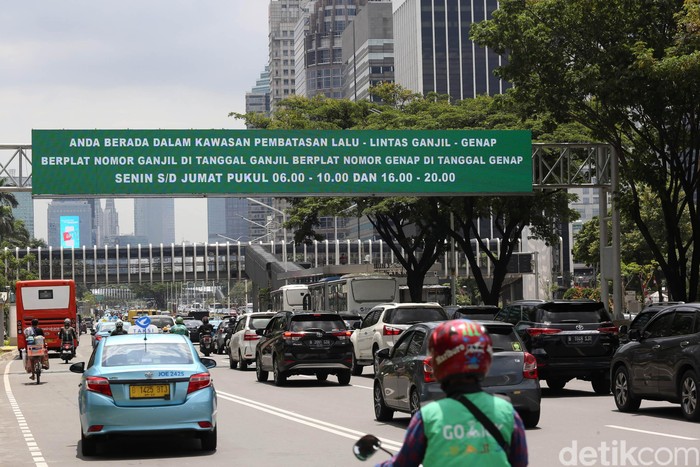 ANDA BERADA DALAM KAWASAN PEMBATASAN LALU - LINTAS GANJIL - GENAP
BERPLAT NOMOR GANJIL DI TANGGAL GANJIL BERPLAT NOMOR GENAP DI TANGGAL GENAP
SENIN S/D JUMAT PUKUL 06.00 - 10.00 DAN 16.00 - 20.00
GOJEK
detikcom